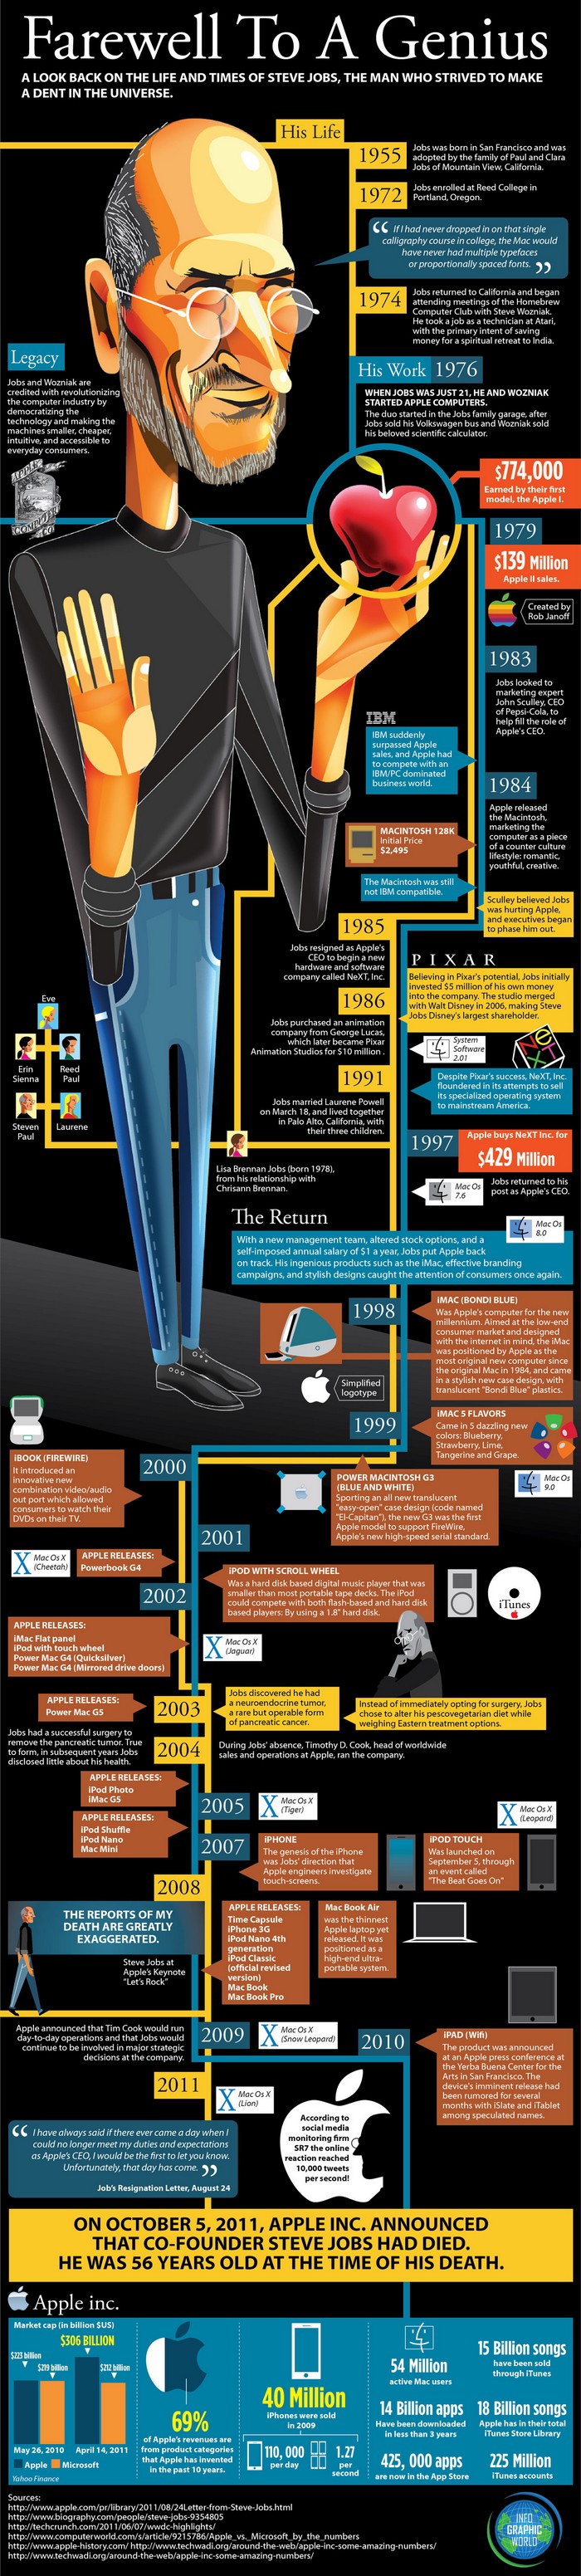 Farewell To A Genius
A LOOK BACK ON THE LIFE AND TIMES OF STEVE JOBS, THE MAN WHO STRIVED TO MAKE
A DENT IN THE UNIVERSE.
His Life
1955
Jobs was born in San Francisco and was
adopted by the family of Paul and Clara
Jobs of Mountain View, California.
1972
Jobs enrolled at Reed College in
Portland, Oregon.
“ If I had never dropped in on that single
calligraphy course in college, the Mac would
have never had multiple typefaces
or proportionally spaced fonts. ”
1974
Jobs returned to California and began
attending meetings of the Homebrew
Computer Club with Steve Wozniak.
He took a job as a technician at Atari,
with the primary intent of saving
money for a spiritual retreat to India.
Legacy
Jobs and Wozniak are
credited with revolutionizing
the computer industry by
democratizing the
technology and making the
machines smaller, cheaper,
intuitive, and accessible to
everyday consumers.
APPLE
COMPUTER
CO
His Work 1976
WHEN JOBS WAS JUST 21, HE AND WOZNIAK
STARTED APPLE COMPUTERS.
The duo started in the Jobs family garage, after
Jobs sold his Volkswagen bus and Wozniak sold
his beloved scientific calculator.
$774,000
Earned by their first
model, the Apple I.
1979
$139 Million
Apple II sales.
Created by
Rob Janoff
1983
Jobs looked to
marketing expert
John Sculley, CEO
of Pepsi-Cola, to
help fill the role of
Apple's CEO.
IBM
IBM suddenly
surpassed Apple
sales, and Apple had
to compete with an
IBM/PC dominated
business world.
1984
Apple released
the Macintosh,
marketing the
computer as a piece
of a counter culture
lifestyle: romantic,
youthful, creative.
MACINTOSH 128K
Initial Price
$2,495
The Macintosh was still
not IBM compatible.
Sculley believed Jobs
was hurting Apple,
and executives began
to phase him out.
1985
Jobs resigned as Apple's
CEO to begin a new
hardware and software
company called NeXT, Inc.
PIXAR
Believing in Pixar's potential, Jobs initially
invested $5 million of his own money
into the company. The studio merged
with Walt Disney in 2006, making Steve
Jobs Disney's largest shareholder.
1986
Jobs purchased an animation
company from George Lucas,
which later became Pixar
Animation Studios for $10 million .
System
Software
2.01
NeXT
Despite Pixar's success, NeXT, Inc.
floundered in its attempts to sell
its specialized operating system
to mainstream America.
Eve
Erin
Sienna
Reed
Paul
Steven
Paul
Laurene
1991
Jobs married Laurene Powell
on March 18, and lived together
in Palo Alto, California, with
their three children.
Lisa Brennan Jobs (born 1978),
from his relationship with
Chrisann Brennan.
1997
Apple buys NeXT Inc. for
$429 Million
Mac Os
7.6
Jobs returned to his
post as Apple's CEO.
Mac Os
8.0
The Return
With a new management team, altered stock options, and a
self-imposed annual salary of $1 a year, Jobs put Apple back
on track. His ingenious products such as the iMac, effective branding
campaigns, and stylish designs caught the attention of consumers once again.
1998
iMAC (BONDI BLUE)
Was Apple's computer for the new
millennium. Aimed at the low-end
consumer market and designed
with the internet in mind, the iMac
was positioned by Apple as the
most original new computer since
the original Mac in 1984, and came
in a stylish new case design, with
translucent "Bondi Blue" plastics.
Simplified
logotype
1999
iMAC 5 FLAVORS
Came in 5 dazzling new
colors: Blueberry,
Strawberry, Lime,
Tangerine and Grape.
iBOOK (FIREWIRE)
It introduced an
innovative new
combination video/audio
out port which allowed
consumers to watch their
DVDs on their TV.
2000
POWER MACINTOSH G3
(BLUE AND WHITE)
Sporting an all new translucent
"easy-open" case design (code named
"El-Capitan"), the new G3 was the first
Apple model to support FireWire,
Apple's new high-speed serial standard.
Mac Os
9.0
2001
Mac Os X
(Cheetah)
APPLE RELEASES:
Powerbook G4
iPOD WITH SCROLL WHEEL
Was a hard disk based digital music player that was
smaller than most portable tape decks. The iPod
could compete with both flash-based and hard disk
based players: By using a 1.8" hard disk.
iTunes
2002
APPLE RELEASES:
iMac Flat panel
iPod with touch wheel
Power Mac G4 (Quicksilver)
Power Mac G4 (Mirrored drive doors)
Mac Os X
(Jaguar)
APPLE RELEASES:
Power Mac G5
2003
Jobs discovered he had
a neuroendocrine tumor,
a rare but operable form
of pancreatic cancer.
Instead of immediately opting for surgery, Jobs
chose to alter his pescovegetarian diet while
weighing Eastern treatment options.
Jobs had a successful surgery to
remove the pancreatic tumor. True
to form, in subsequent years Jobs
disclosed little about his health.
2004
During Jobs' absence, Timothy D. Cook, head of worldwide
sales and operations at Apple, ran the company.
APPLE RELEASES:
iPod Photo
iMac G5
2005
Mac Os X
(Tiger)
Mac Os X
(Leopard)
APPLE RELEASES:
iPod Shuffle
iPod Nano
Mac Mini
2007
iPHONE
The genesis of the iPhone
was Jobs' direction that
Apple engineers investigate
touch-screens.
iPOD TOUCH
Was launched on
September 5, through
an event called
"The Beat Goes On"
2008
THE REPORTS OF MY
DEATH ARE GREATLY
EXAGGERATED.
Steve Jobs at
Apple's Keynote
"Let's Rock"
APPLE RELEASES:
Time Capsule
iPhone 3G
iPod Nano 4th
generation
iPod Classic
(official revised
version)
Mac Book
Mac Book Pro
Mac Book Air
was the thinnest
Apple laptop yet
released. It was
positioned as a
high-end ultra-
portable system.
Apple announced that Tim Cook would run
day-to-day operations and that Jobs would
continue to be involved in major strategic
decisions at the company.
2009
Mac Os X
(Snow Leopard)
2010
iPAD (Wifi)
The product was announced
at an Apple press conference at
the Yerba Buena Center for the
Arts in San Francisco. The
device's imminent release had
been rumored for several
months with iSlate and iTablet
among speculated names.
2011
Mac Os X
(Lion)
“ I have always said if there ever came a day when I
could no longer meet my duties and expectations
as Apple's CEO, I would be the first to let you know.
Unfortunately, that day has come. ”
Job's Resignation Letter, August 24
According to
social media
monitoring firm
SR7 the online
reaction reached
10,000 tweets
per second!
ON OCTOBER 5, 2011, APPLE INC. ANNOUNCED
THAT CO-FOUNDER STEVE JOBS HAD DIED.
HE WAS 56 YEARS OLD AT THE TIME OF HIS DEATH.
Apple inc.
Market cap (in billion $US)
$306 BILLION
$223 billion
$219 billion
$212 billion
May 26, 2010
April 14, 2011
Apple
Microsoft
Yahoo Finance
69%
of Apple's revenues are
from product categories
that Apple has invented
in the past 10 years.
40 Million
iPhones were sold
in 2009
110, 000
per day
1.27
per
second
54 Million
active Mac users
15 Billion songs
have been sold
through iTunes
14 Billion apps
Have been downloaded
in less than 3 years
18 Billion songs
Apple has in their total
iTunes Store Library
425, 000 apps
are now in the App Store
225 Million
iTunes accounts
Sources:
http://www.apple.com/pr/library/2011/08/24Letter-from-Steve-Jobs.html
http://www.biography.com/people/steve-jobs-9354805
http://techcrunch.com/2011/06/07/wwdc-highlights/
http://www.computerworld.com/s/article/9215786/Apple_vs._Microsoft_by_the_numbers
http://www.apple-history.com/ http://www.techwadi.org/around-the-web/apple-inc-some-amazing-numbers/
http://www.techwadi.org/around-the-web/apple-inc-some-amazing-numbers/
INFO
GRAPHIC
WORLD